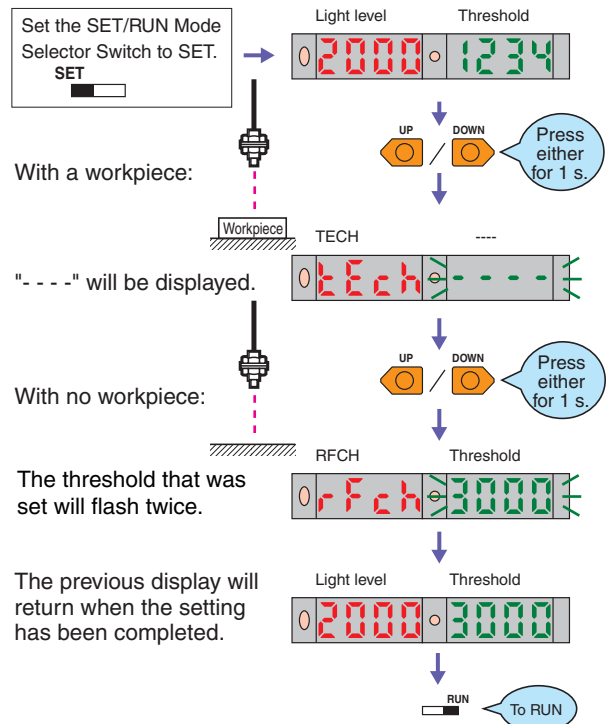 Set the SET/RUN Mode
Selector Switch to SET.
SET
Light level Threshold
2000 1234
UP / DOWN
Press
either
for 1 s.
With a workpiece:
Workpiece
TECH ----
tEch - - - -
"- - - -" will be displayed.
UP / DOWN
Press
either
for 1 s.
With no workpiece:
RFCH Threshold
rFch 3000
The threshold that was
set will flash twice.
The previous display will
return when the setting
has been completed.
Light level Threshold
2000 3000
RUN
To RUN